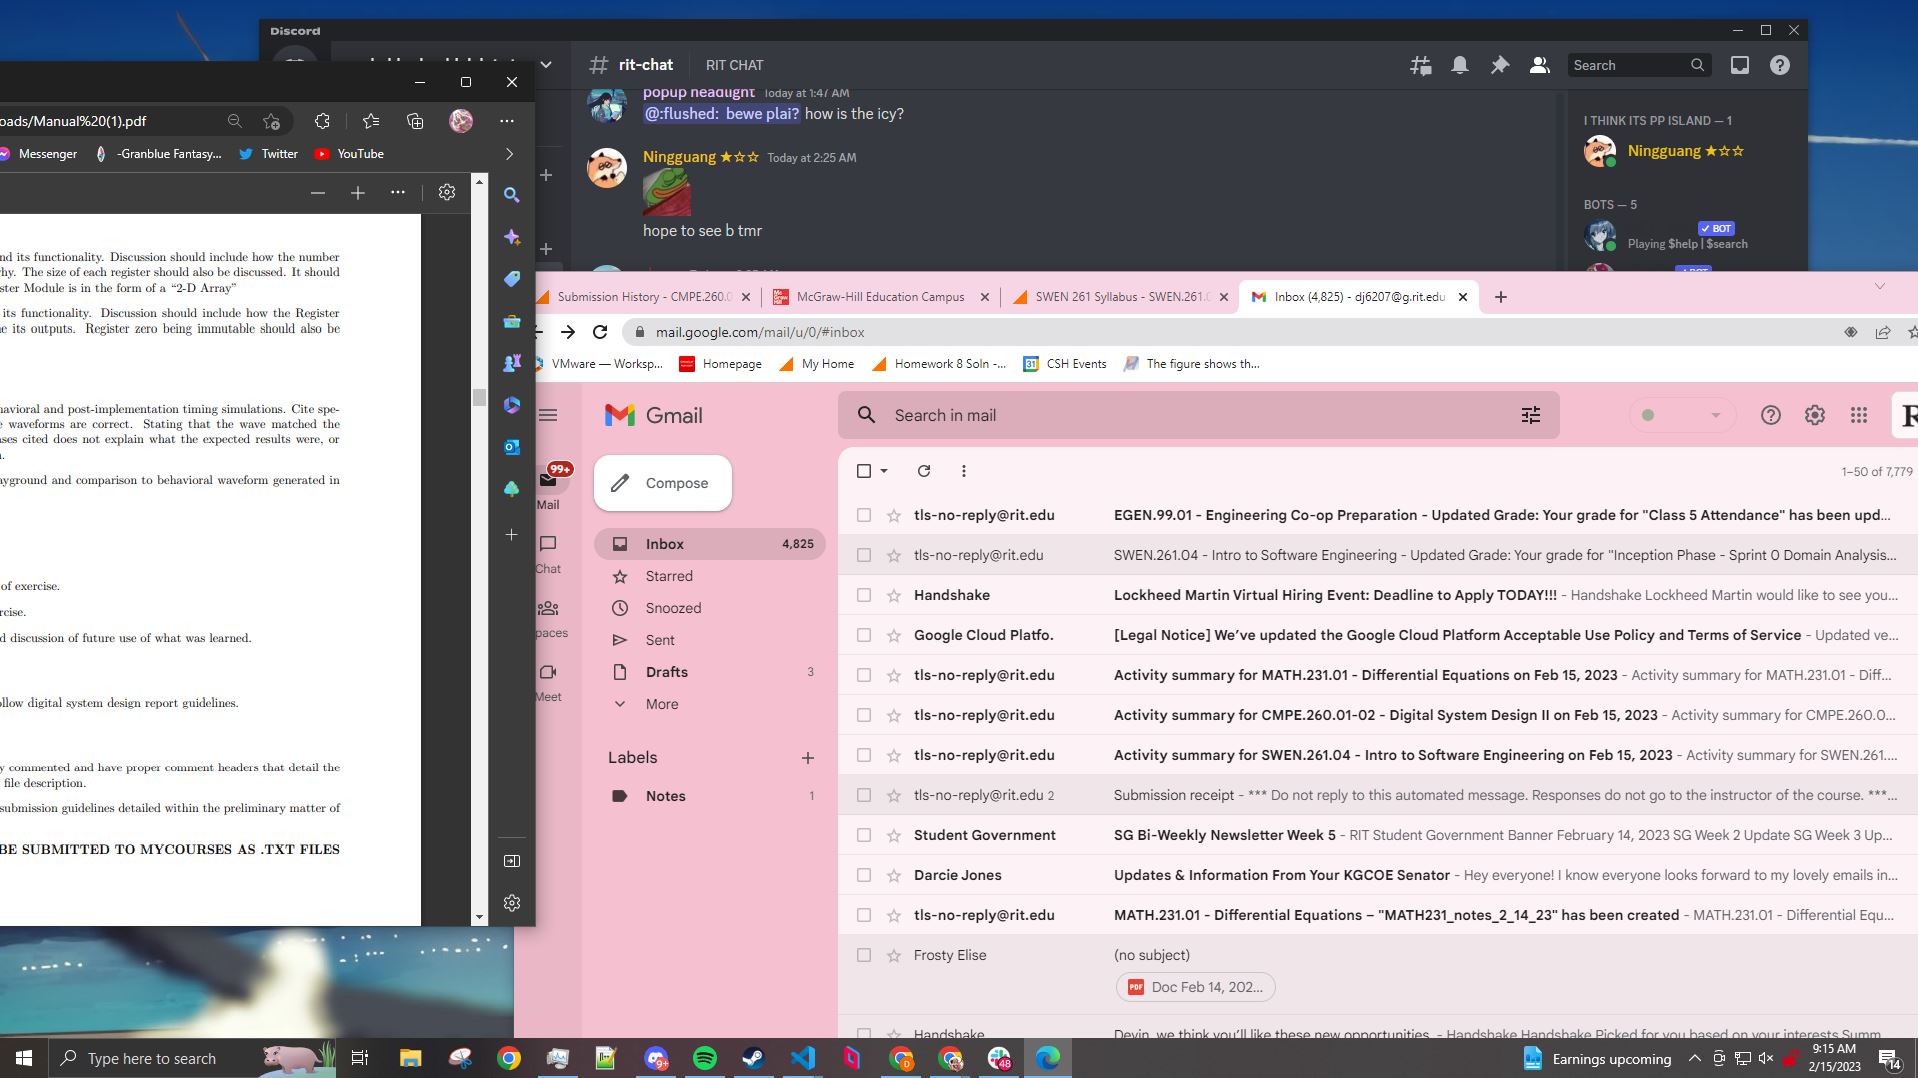 Discord
rit-chat
RIT CHAT
Search
popup headlight Today at 1:47 AM
@:flushed: bewe plai? how is the icy?
Ningguang ★☆☆ Today at 2:25 AM
hope to see b tmr
I THINK ITS PP ISLAND — 1
Ningguang ★☆☆
BOTS — 5
✓ BOT
Playing $help | $search
oads/Manual%20(1).pdf
Messenger
-Granblue Fantasy...
Twitter
YouTube
nd its functionality. Discussion should include how the number
hy. The size of each register should also be discussed. It should
ster Module is in the form of a “2-D Array”
its functionality. Discussion should include how the Register
e its outputs. Register zero being immutable should also be
navioral and post-implementation timing simulations. Cite spe-
e waveforms are correct. Stating that the wave matched the
ases cited does not explain what the expected results were, or
ayground and comparison to behavioral waveform generated in
of exercise.
rcise.
d discussion of future use of what was learned.
ollow digital system design report guidelines.
y commented and have proper comment headers that detail the
file description.
submission guidelines detailed within the preliminary matter of
BE SUBMITTED TO MYCOURSES AS .TXT FILES
Submission History - CMPE.260.0
McGraw-Hill Education Campus
SWEN 261 Syllabus - SWEN.261.0
Inbox (4,825) - dj6207@g.rit.edu
mail.google.com/mail/u/0/#inbox
VMware — Worksp...
Homepage
My Home
Homework 8 Soln -...
CSH Events
The figure shows th...
99+
Mail
Chat
paces
Meet
Gmail
Search in mail
Compose
Inbox 4,825
Starred
Snoozed
Sent
Drafts 3
More
Labels
Notes 1
1–50 of 7,779
tls-no-reply@rit.edu EGEN.99.01 - Engineering Co-op Preparation - Updated Grade: Your grade for "Class 5 Attendance" has been upd...
tls-no-reply@rit.edu SWEN.261.04 - Intro to Software Engineering - Updated Grade: Your grade for "Inception Phase - Sprint 0 Domain Analysis...
Handshake Lockheed Martin Virtual Hiring Event: Deadline to Apply TODAY!!! - Handshake Lockheed Martin would like to see you...
Google Cloud Platfo. [Legal Notice] We’ve updated the Google Cloud Platform Acceptable Use Policy and Terms of Service - Updated ve...
tls-no-reply@rit.edu Activity summary for MATH.231.01 - Differential Equations on Feb 15, 2023 - Activity summary for MATH.231.01 - Diff...
tls-no-reply@rit.edu Activity summary for CMPE.260.01-02 - Digital System Design II on Feb 15, 2023 - Activity summary for CMPE.260.0...
tls-no-reply@rit.edu Activity summary for SWEN.261.04 - Intro to Software Engineering on Feb 15, 2023 - Activity summary for SWEN.261....
tls-no-reply@rit.edu 2 Submission receipt - *** Do not reply to this automated message. Responses do not go to the instructor of the course. ***...
Student Government SG Bi-Weekly Newsletter Week 5 - RIT Student Government Banner February 14, 2023 SG Week 2 Update SG Week 3 Up...
Darcie Jones Updates & Information From Your KGCOE Senator - Hey everyone! I know everyone looks forward to my lovely emails in...
tls-no-reply@rit.edu MATH.231.01 - Differential Equations – "MATH231_notes_2_14_23" has been created - MATH.231.01 - Differential Equ...
Frosty Elise (no subject)
PDF Doc Feb 14, 202...
Handshake Devin, we think you’ll like these new opportunities. - Handshake Handshake Picked for you based on your interests Summ...
Type here to search
9+
48
Earnings upcoming
9:15 AM
2/15/2023
14